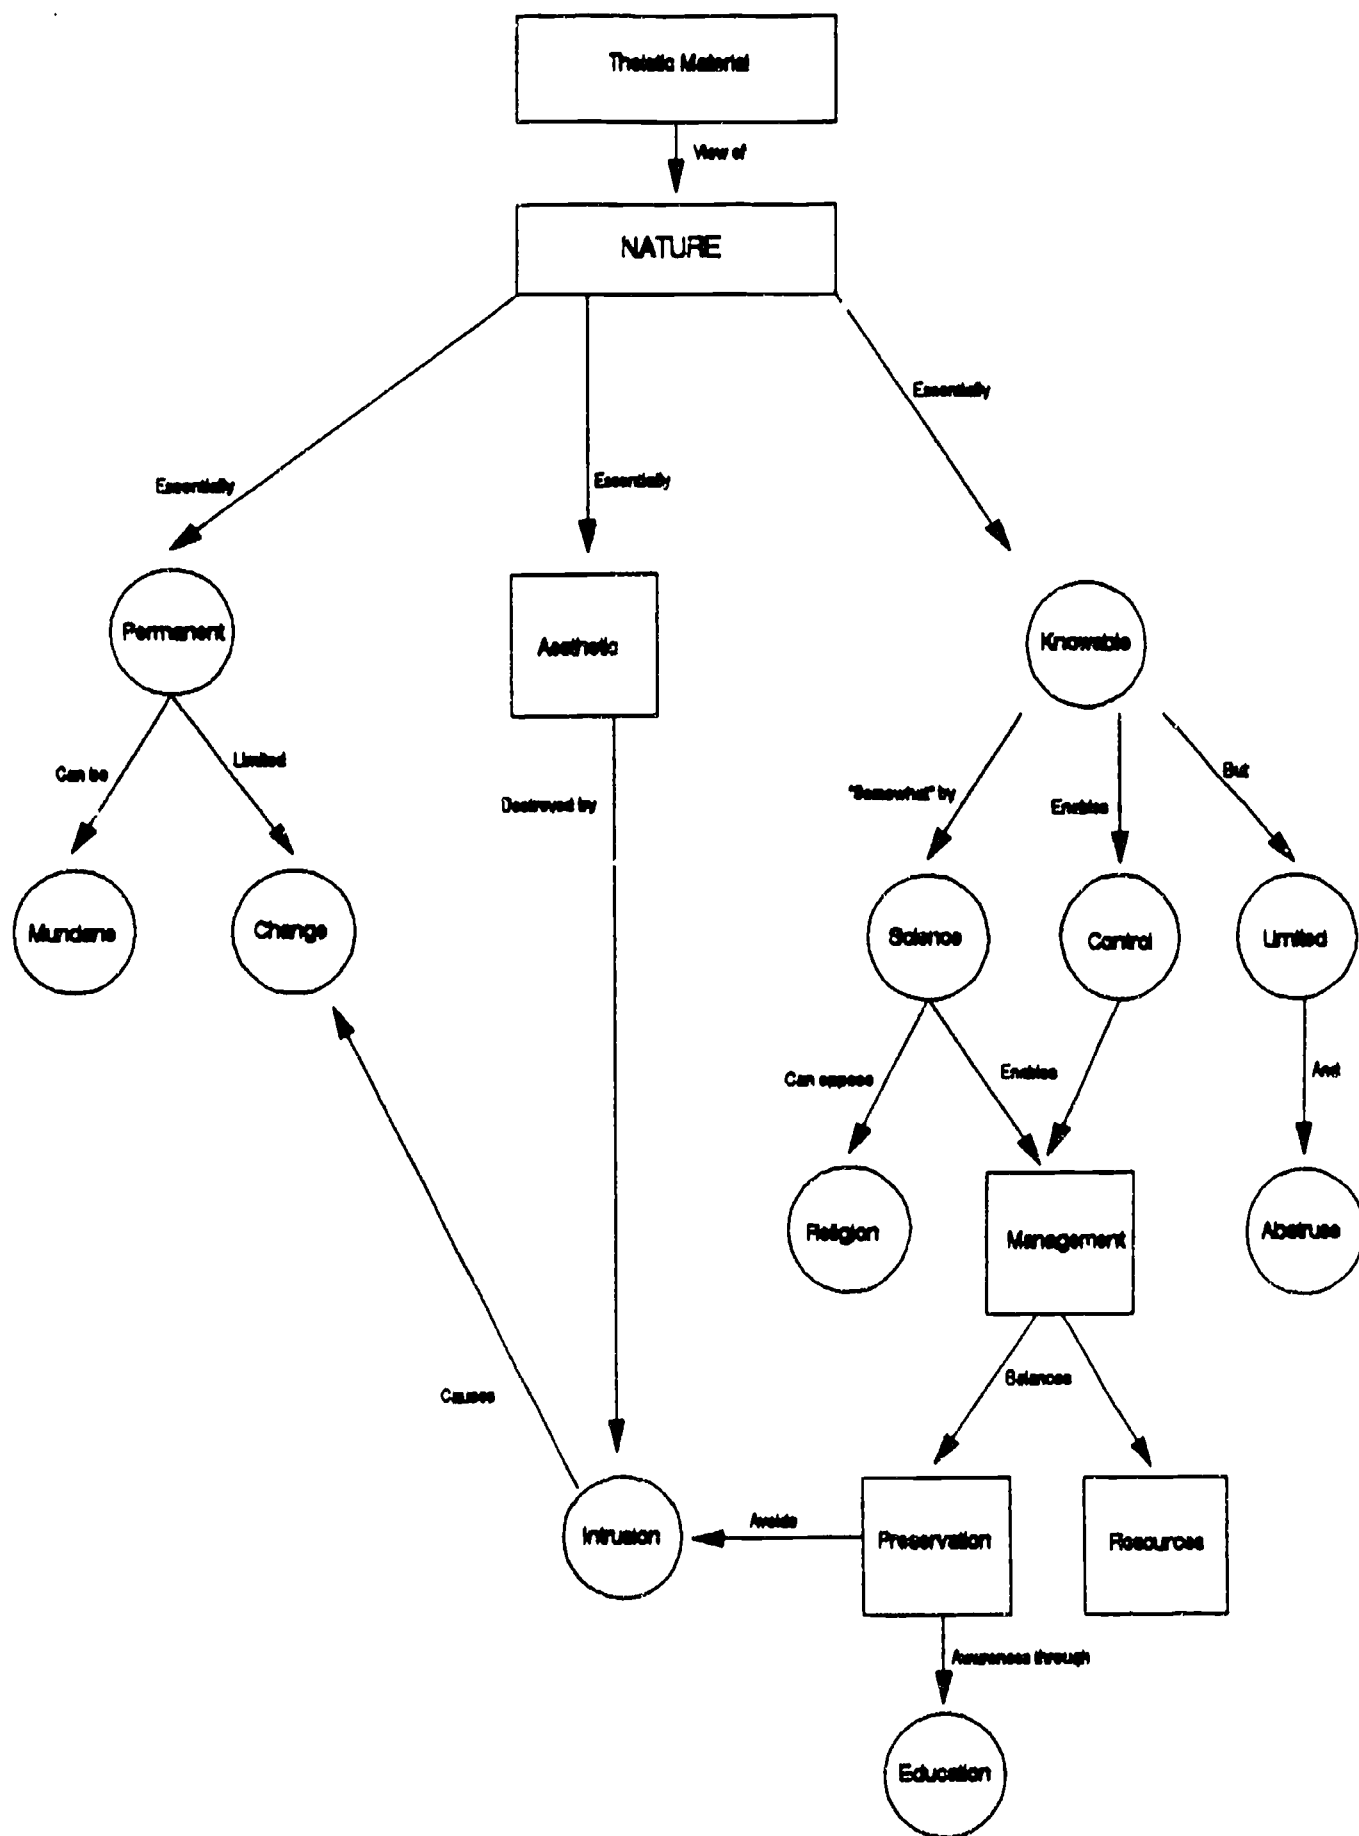 Theistic Material
View of
NATURE
Essentially
Essentially
Essentially
Permanent
Aesthetic
Knowable
Can be
Limited
Destroyed by
"Somewhat" by
Enables
But
Mundane
Change
Science
Control
Limited
Can oppose
Enables
And
Religion
Management
Abstruse
Causes
Balances
Intrusion
Avoids
Preservation
Resources
Awareness through
Education